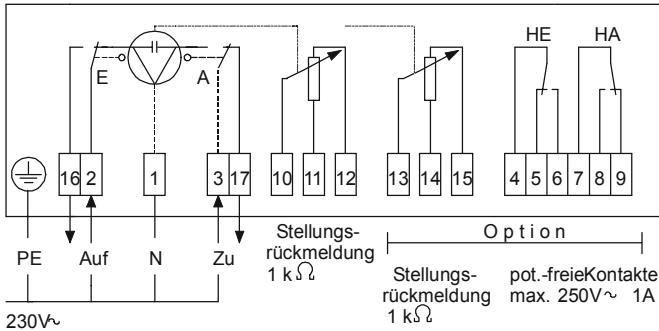 HE HA
E A
16 2 1 3 17 10 11 12 13 14 15 4 5 6 7 8 9
PE Auf N Zu
Stellungs-
rückmeldung
1 kΩ
Option
Stellungs-
rückmeldung
1 kΩ
pot.-freieKontakte
max. 250V~ 1A
230V~